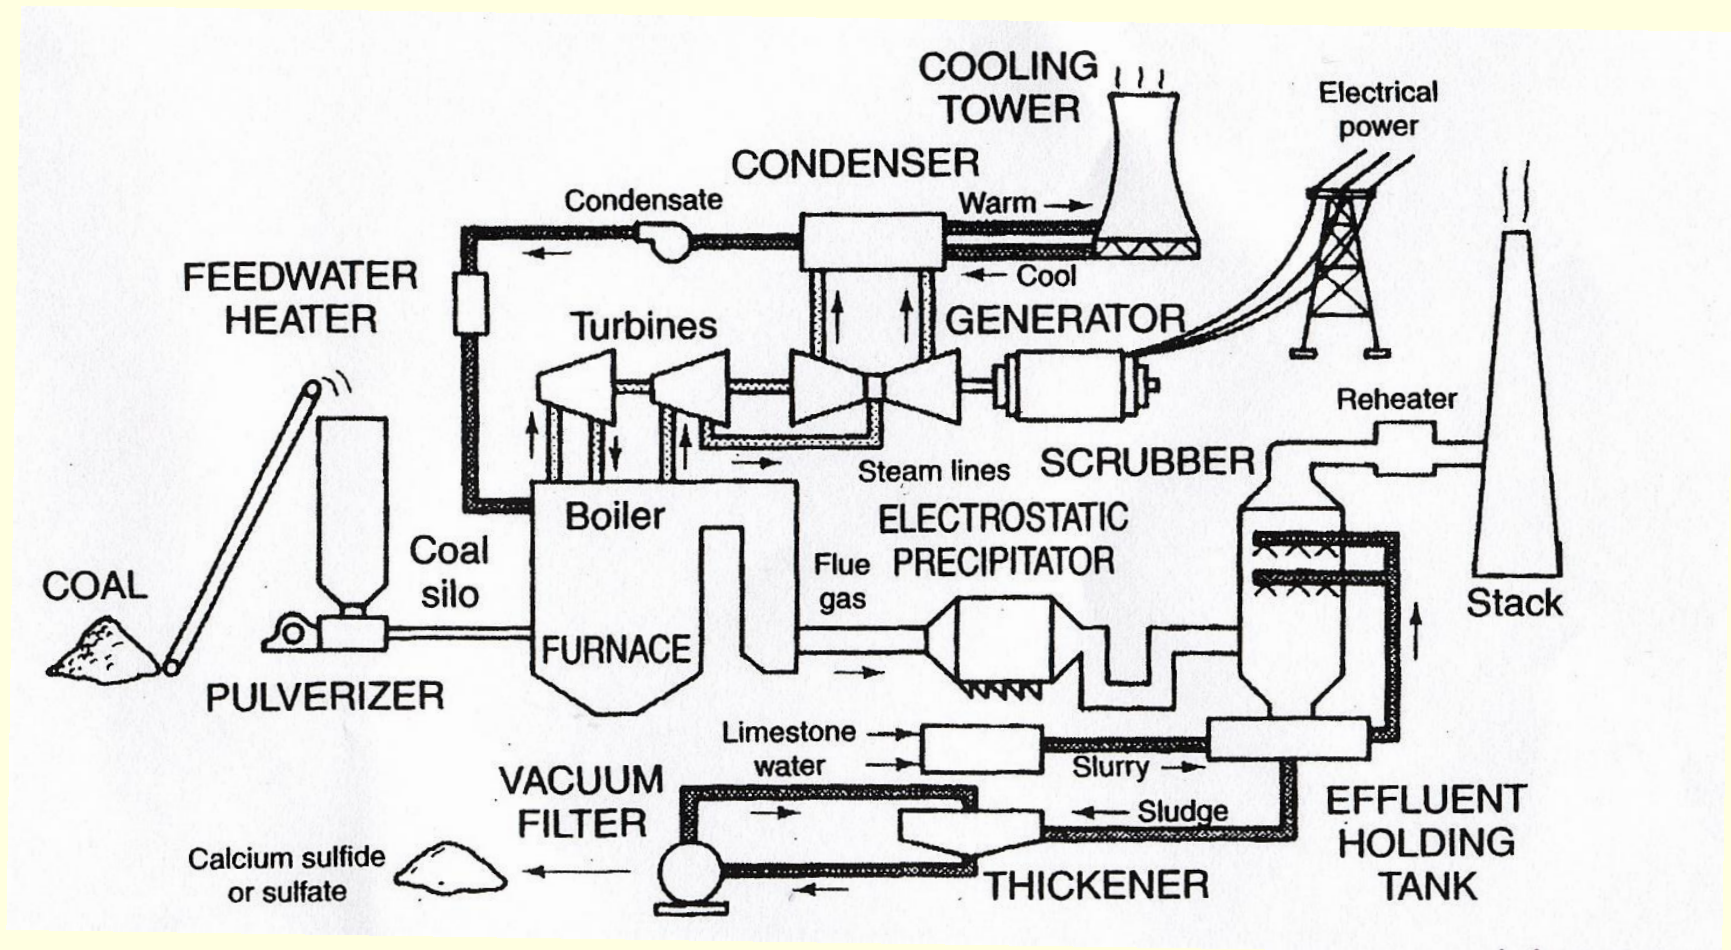 COOLING
TOWER
Electrical
power
CONDENSER
Condensate
Warm
Cool
FEEDWATER
HEATER
Turbines
GENERATOR
Reheater
Steam lines
SCRUBBER
Boiler
ELECTROSTATIC
PRECIPITATOR
Coal
silo
Flue
gas
COAL
Stack
FURNACE
PULVERIZER
Limestone
water
Slurry
VACUUM
FILTER
Sludge
EFFLUENT
HOLDING
TANK
Calcium sulfide
or sulfate
THICKENER